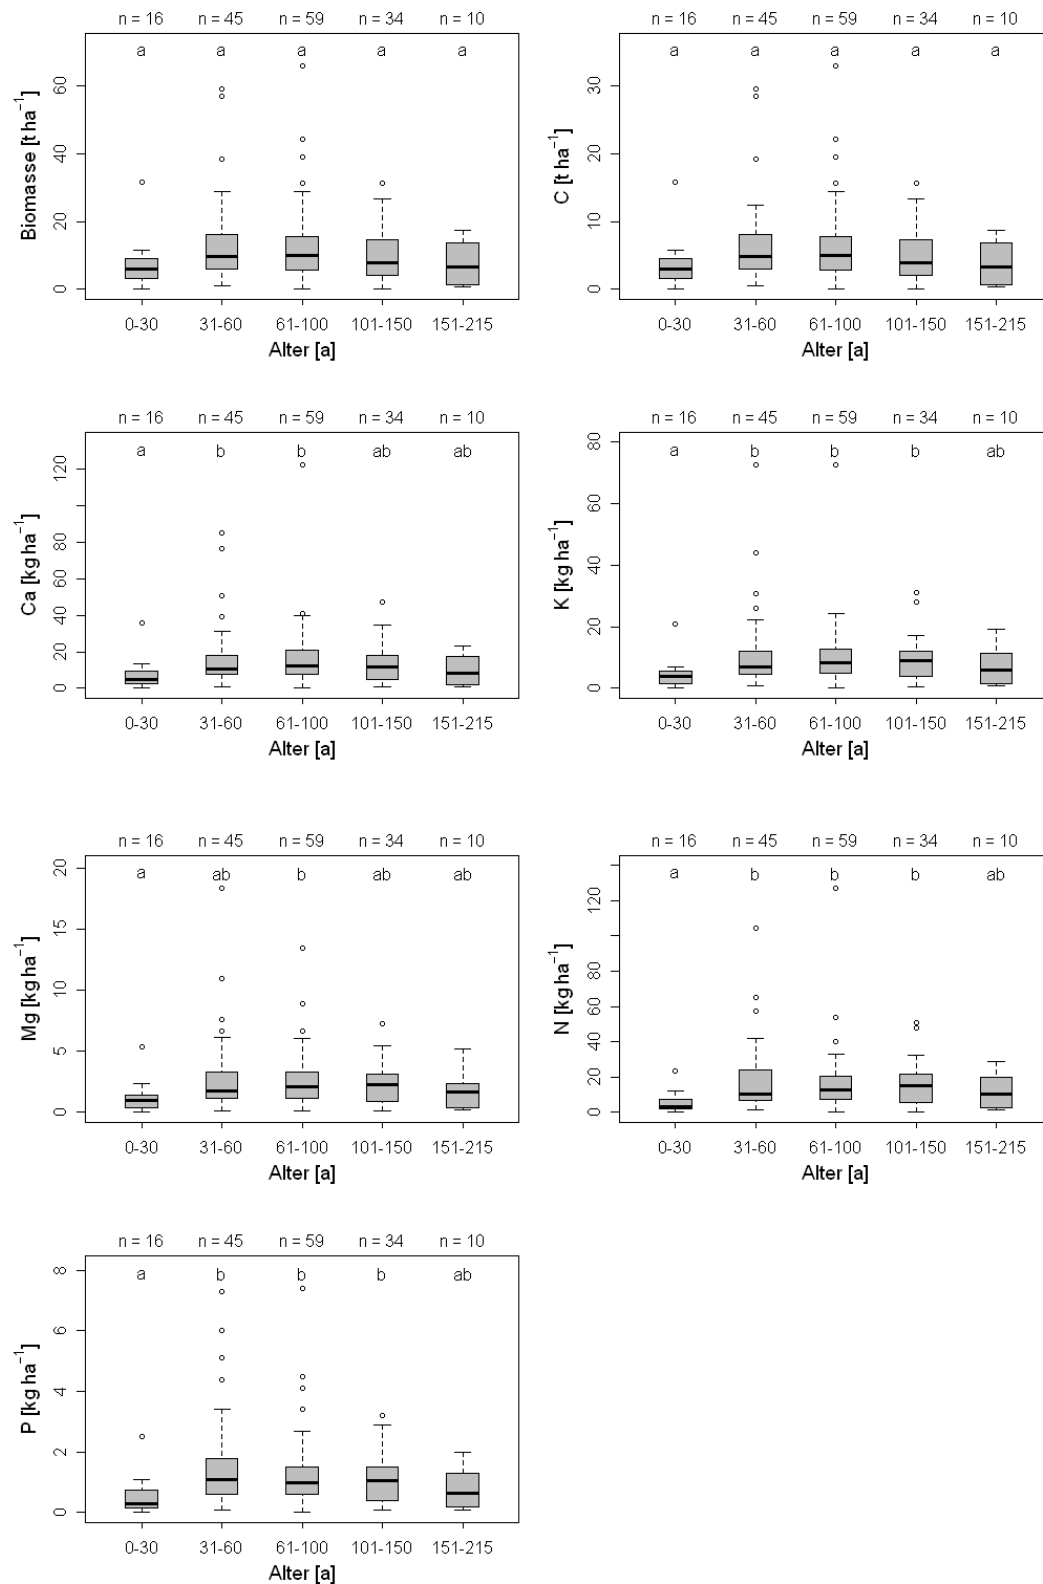 n = 16 n = 45 n = 59 n = 34 n = 10
a a a a a
Biomasse [t ha⁻¹]
60
40
20
0
0-30 31-60 61-100 101-150 151-215
Alter [a]
n = 16 n = 45 n = 59 n = 34 n = 10
a a a a a
C [t ha⁻¹]
30
20
10
0
0-30 31-60 61-100 101-150 151-215
Alter [a]
n = 16 n = 45 n = 59 n = 34 n = 10
a b b ab ab
Ca [kg ha⁻¹]
120
80
60
40
20
0
0-30 31-60 61-100 101-150 151-215
Alter [a]
n = 16 n = 45 n = 59 n = 34 n = 10
a b b b ab
K [kg ha⁻¹]
80
60
40
20
0
0-30 31-60 61-100 101-150 151-215
Alter [a]
n = 16 n = 45 n = 59 n = 34 n = 10
a ab b ab ab
Mg [kg ha⁻¹]
20
15
10
5
0
0-30 31-60 61-100 101-150 151-215
Alter [a]
n = 16 n = 45 n = 59 n = 34 n = 10
a b b b ab
N [kg ha⁻¹]
120
80
60
40
20
0
0-30 31-60 61-100 101-150 151-215
Alter [a]
n = 16 n = 45 n = 59 n = 34 n = 10
a b b b ab
P [kg ha⁻¹]
8
6
4
2
0
0-30 31-60 61-100 101-150 151-215
Alter [a]